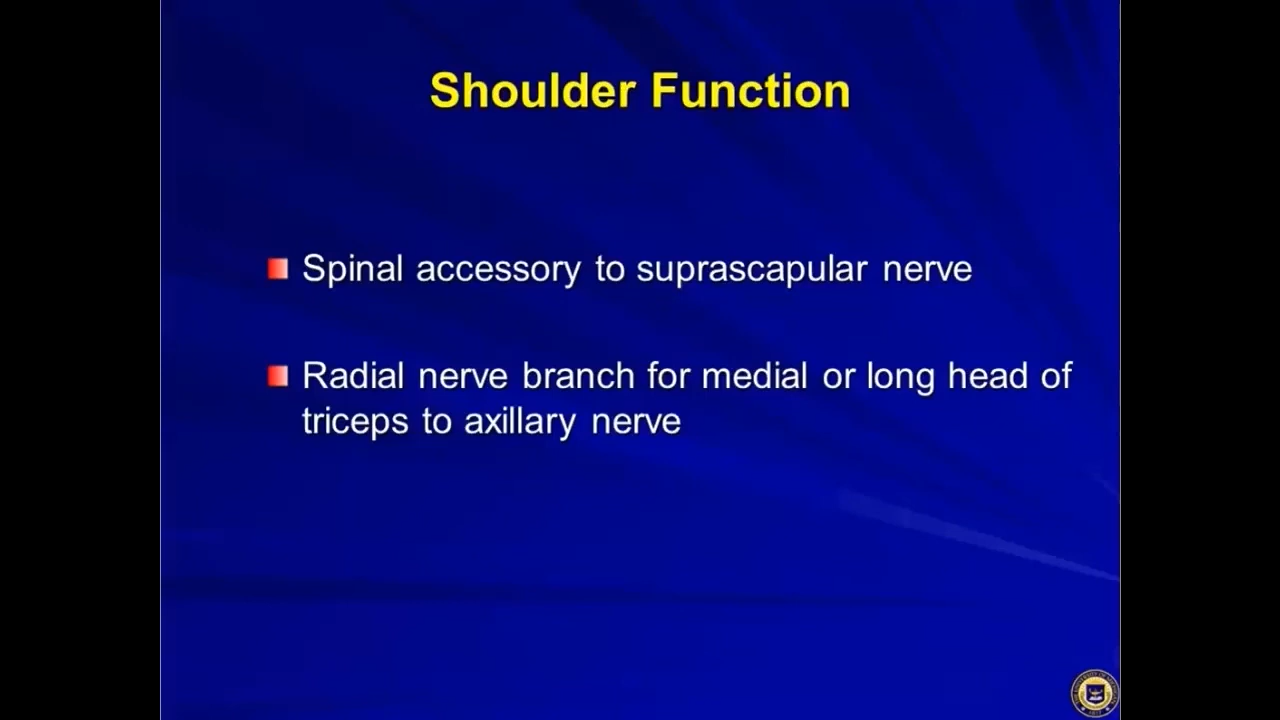 Shoulder Function
Spinal accessory to suprascapular nerve
Radial nerve branch for medial or long head of
triceps to axillary nerve